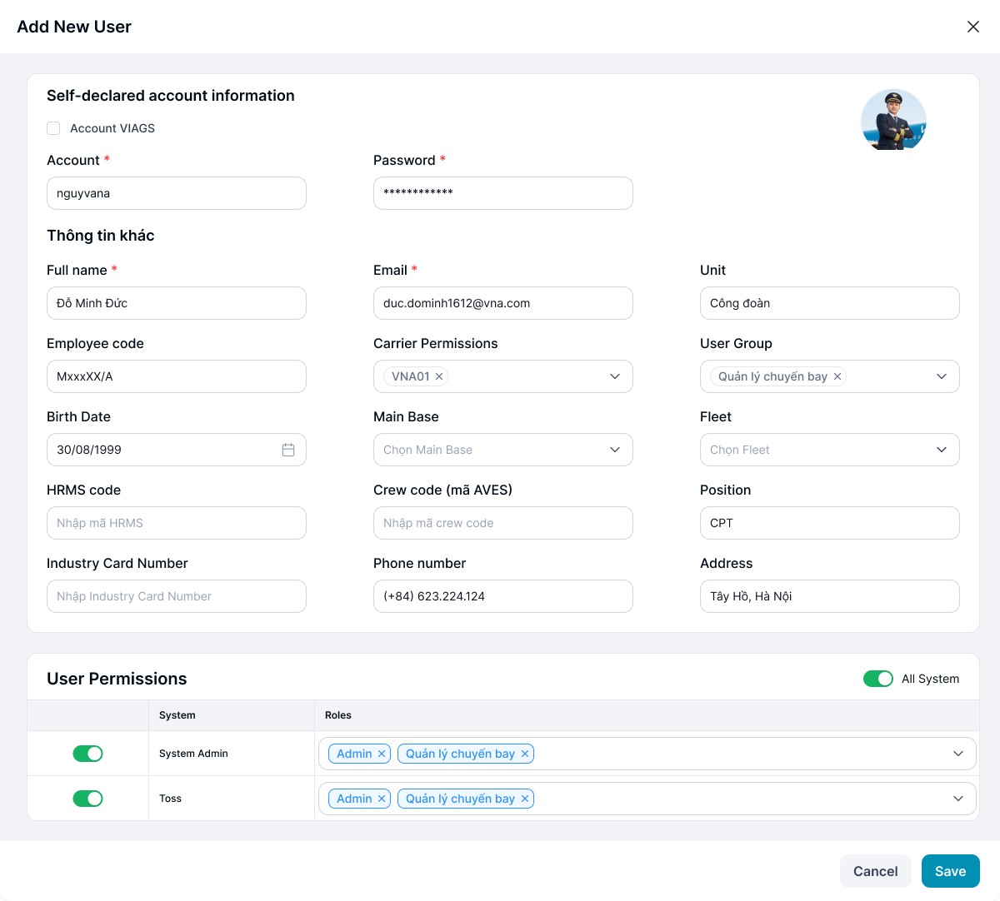 Add New User
Self-declared account information
Account VIAGS
Account * Password *
nguyvana ************
Thông tin khác
Full name * Email * Unit
Đỗ Minh Đức duc.dominh1612@vna.com Công đoàn
Employee code Carrier Permissions User Group
MxxxXX/A VNA01 Quản lý chuyến bay
Birth Date Main Base Fleet
30/08/1999 Chọn Main Base Chọn Fleet
HRMS code Crew code (mã AVES) Position
Nhập mã HRMS Nhập mã crew code CPT
Industry Card Number Phone number Address
Nhập Industry Card Number (+84) 623.224.124 Tây Hồ, Hà Nội
User Permissions All System
System Roles
System Admin Admin Quản lý chuyến bay
Toss Admin Quản lý chuyến bay
Cancel Save